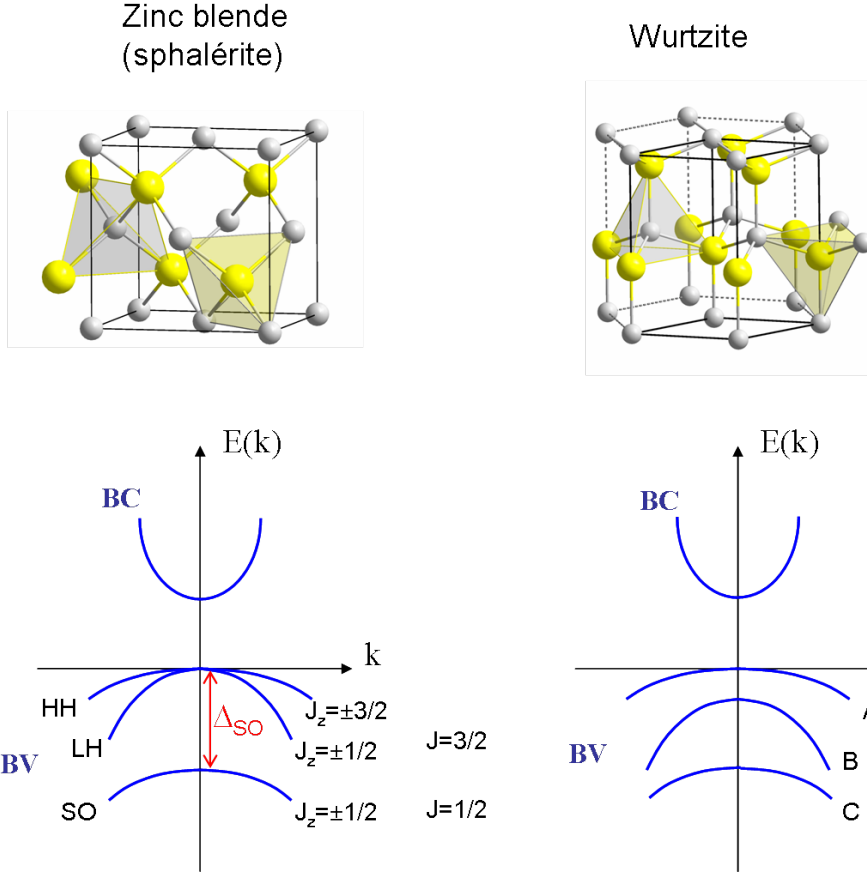 Zinc blende
(sphalérite)
Wurtzite
E(k)
BC
k
HH
LH
BV
SO
Δ_SO
J_z=±3/2
J_z=±1/2
J=3/2
J_z=±1/2
J=1/2
E(k)
BC
BV
A
B
C